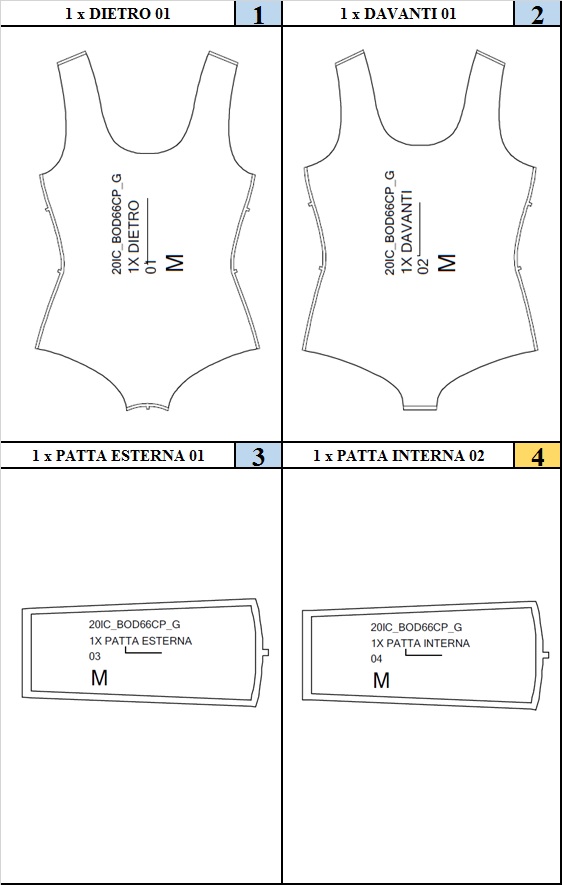 1 x DIETRO 01
1
1 x DAVANTI 01
2
20IC_BOD66CP_G
1X DIETRO
01
M
20IC_BOD66CP_G
1X DAVANTI
02
M
1 x PATTA ESTERNA 01
3
1 x PATTA INTERNA 02
4
20IC_BOD66CP_G
1X PATTA ESTERNA
03
M
20IC_BOD66CP_G
1X PATTA INTERNA
04
M